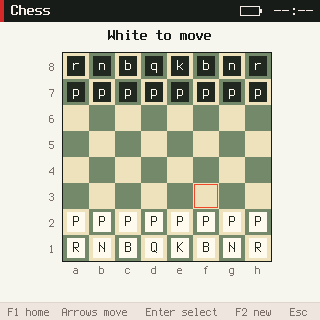 Chess --:--
White to move
8 r n b q k b n r
7 p p p p p p p p
6
5
4
3
2 P P P P P P P P
1 R N B Q K B N R
a b c d e f g h
F1 home Arrows move Enter select F2 new Esc